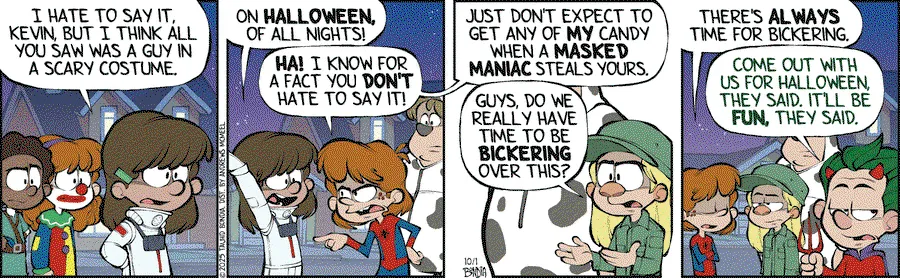 I HATE TO SAY IT,
KEVIN, BUT I THINK ALL
YOU SAW WAS A GUY IN
A SCARY COSTUME.
ON HALLOWEEN,
OF ALL NIGHTS!
HA! I KNOW FOR
A FACT YOU DON'T
HATE TO SAY IT!
JUST DON'T EXPECT TO
GET ANY OF MY CANDY
WHEN A MASKED
MANIAC STEALS YOURS.
GUYS, DO WE
REALLY HAVE
TIME TO BE
BICKERING
OVER THIS?
10/1
THERE'S ALWAYS
TIME FOR BICKERING.
COME OUT WITH
US FOR HALLOWEEN,
THEY SAID. IT'LL BE
FUN, THEY SAID.